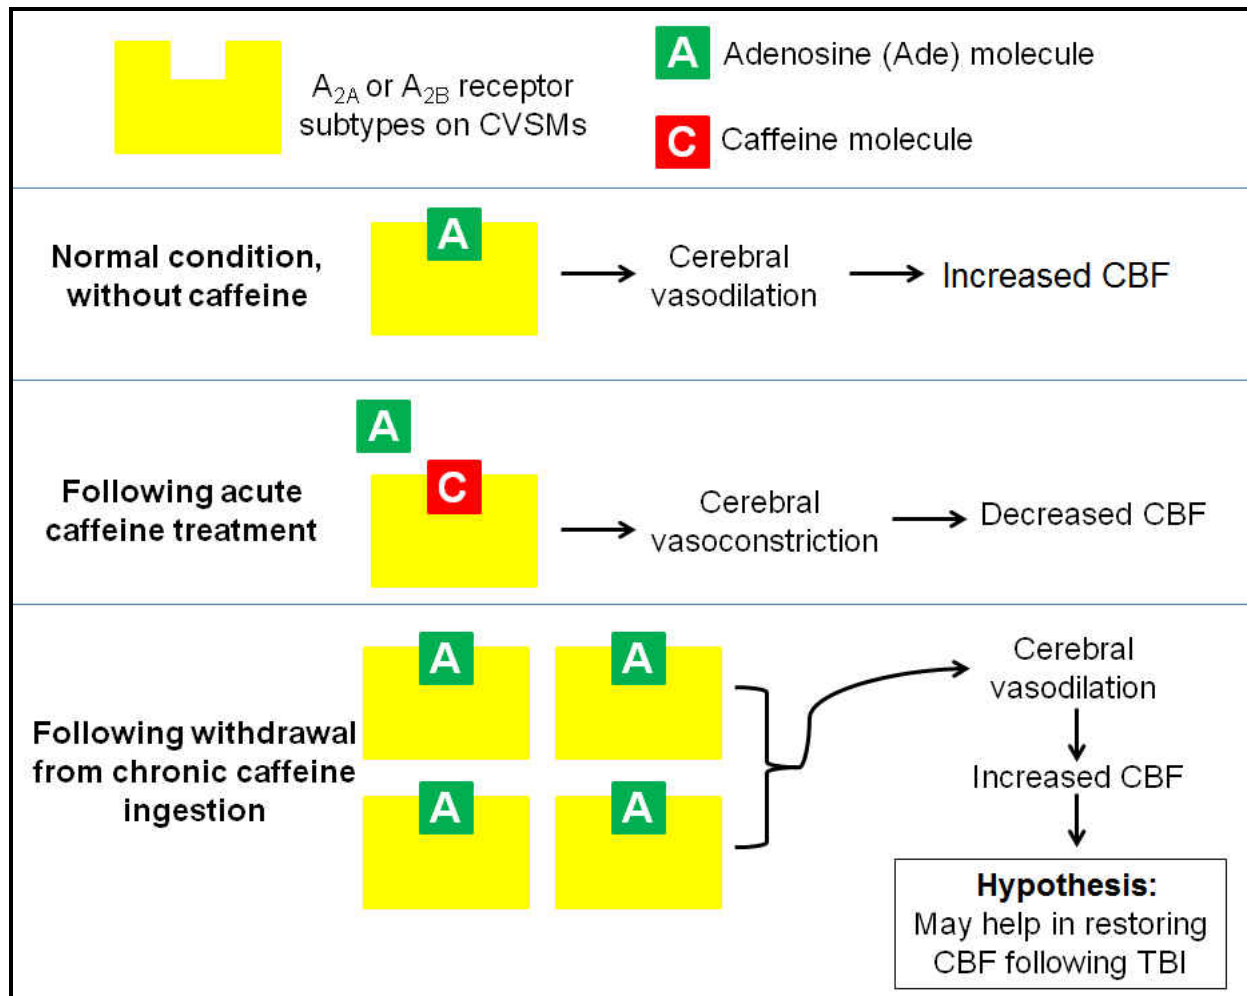 A2A or A2B receptor
subtypes on CVSMs
A Adenosine (Ade) molecule
C Caffeine molecule
Normal condition,
without caffeine
A
Cerebral
vasodilation
Increased CBF
Following acute
caffeine treatment
A
C
Cerebral
vasoconstriction
Decreased CBF
Following withdrawal
from chronic caffeine
ingestion
A A
A A
Cerebral
vasodilation
Increased CBF
Hypothesis:
May help in restoring
CBF following TBI